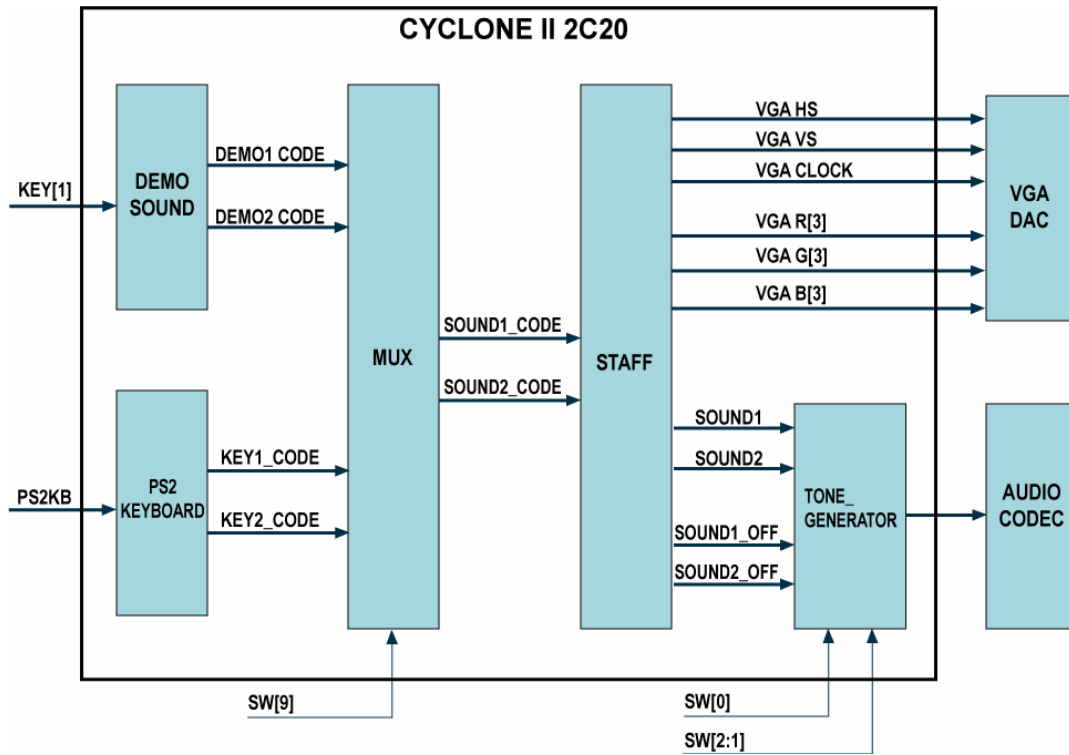 CYCLONE II 2C20
KEY[1]
DEMO
SOUND
DEMO1 CODE
DEMO2 CODE
PS2KB
PS2
KEYBOARD
KEY1_CODE
KEY2_CODE
MUX
SW[9]
SOUND1_CODE
SOUND2_CODE
STAFF
VGA HS
VGA VS
VGA CLOCK
VGA R[3]
VGA G[3]
VGA B[3]
VGA
DAC
SOUND1
SOUND2
SOUND1_OFF
SOUND2_OFF
TONE_
GENERATOR
AUDIO
CODEC
SW[0]
SW[2:1]